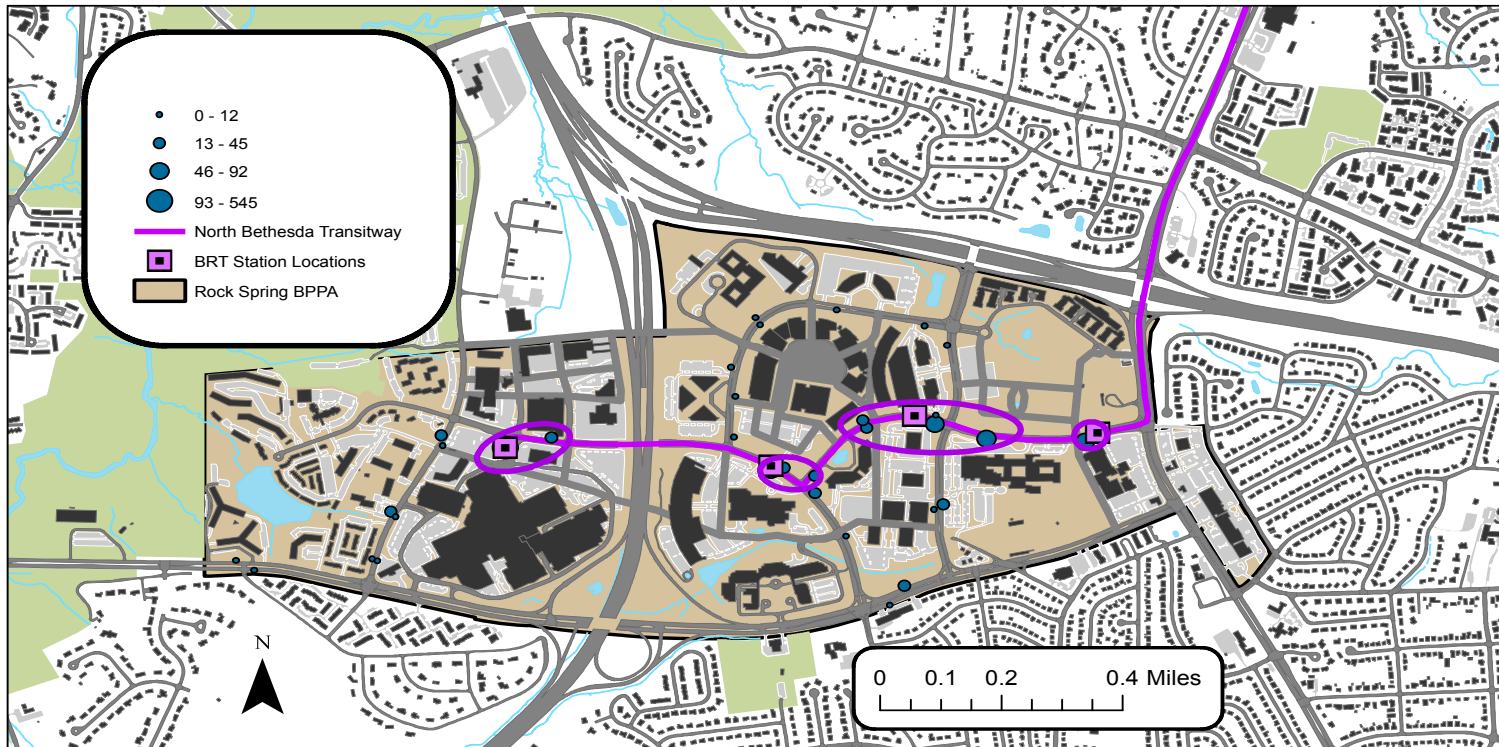 0 - 12
13 - 45
46 - 92
93 - 545
North Bethesda Transitway
BRT Station Locations
Rock Spring BPPA
N
0 0.1 0.2 0.4 Miles